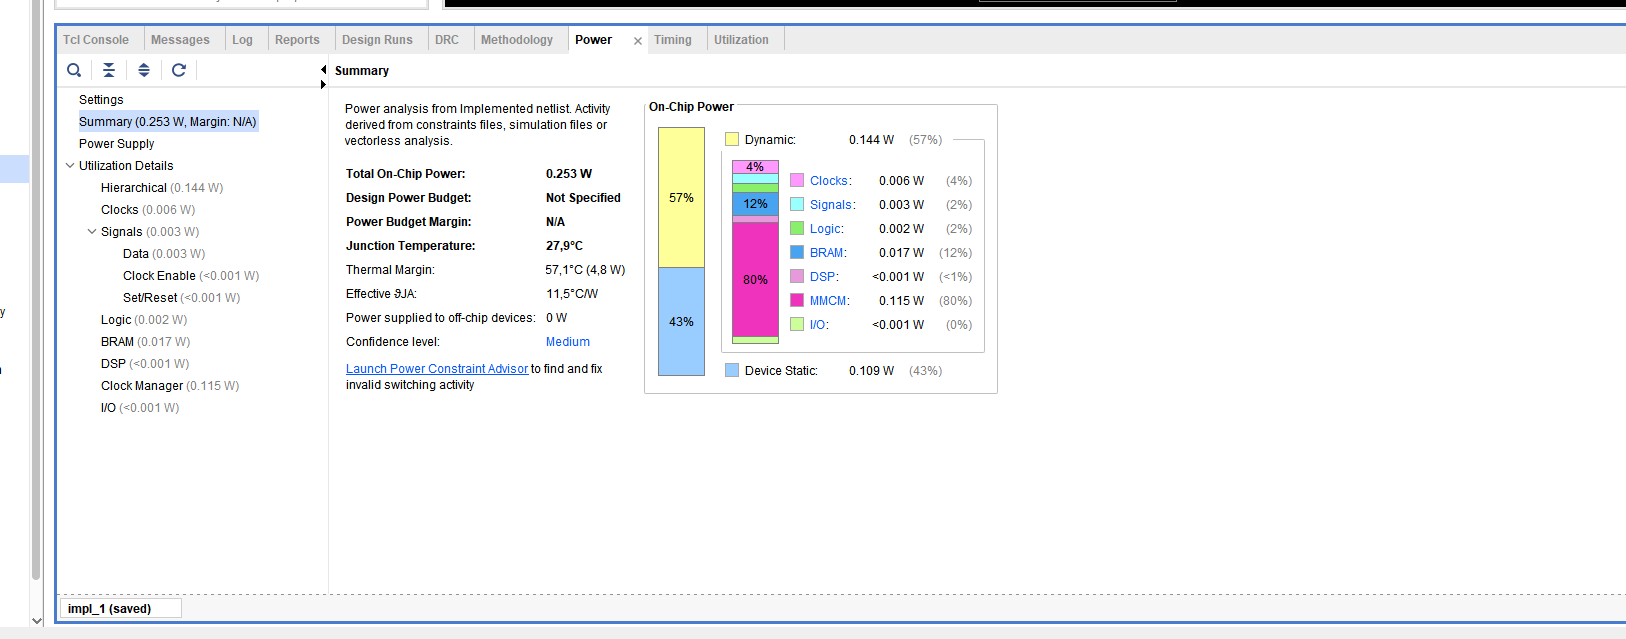 Tcl Console Messages Log Reports Design Runs DRC Methodology Power × Timing Utilization
Summary
Settings
Summary (0.253 W, Margin: N/A)
Power Supply
Utilization Details
Hierarchical (0.144 W)
Clocks (0.006 W)
Signals (0.003 W)
Data (0.003 W)
Clock Enable (<0.001 W)
Set/Reset (<0.001 W)
Logic (0.002 W)
BRAM (0.017 W)
DSP (<0.001 W)
Clock Manager (0.115 W)
I/O (<0.001 W)
Power analysis from Implemented netlist. Activity
derived from constraints files, simulation files or
vectorless analysis.
Total On-Chip Power: 0.253 W
Design Power Budget: Not Specified
Power Budget Margin: N/A
Junction Temperature: 27,9°C
Thermal Margin: 57,1°C (4,8 W)
Effective ϑJA: 11,5°C/W
Power supplied to off-chip devices: 0 W
Confidence level: Medium
Launch Power Constraint Advisor to find and fix
invalid switching activity
On-Chip Power
57%
43%
Dynamic: 0.144 W (57%)
4%
12%
80%
Clocks: 0.006 W (4%)
Signals: 0.003 W (2%)
Logic: 0.002 W (2%)
BRAM: 0.017 W (12%)
DSP: <0.001 W (<1%)
MMCM: 0.115 W (80%)
I/O: <0.001 W (0%)
Device Static: 0.109 W (43%)
impl_1 (saved)